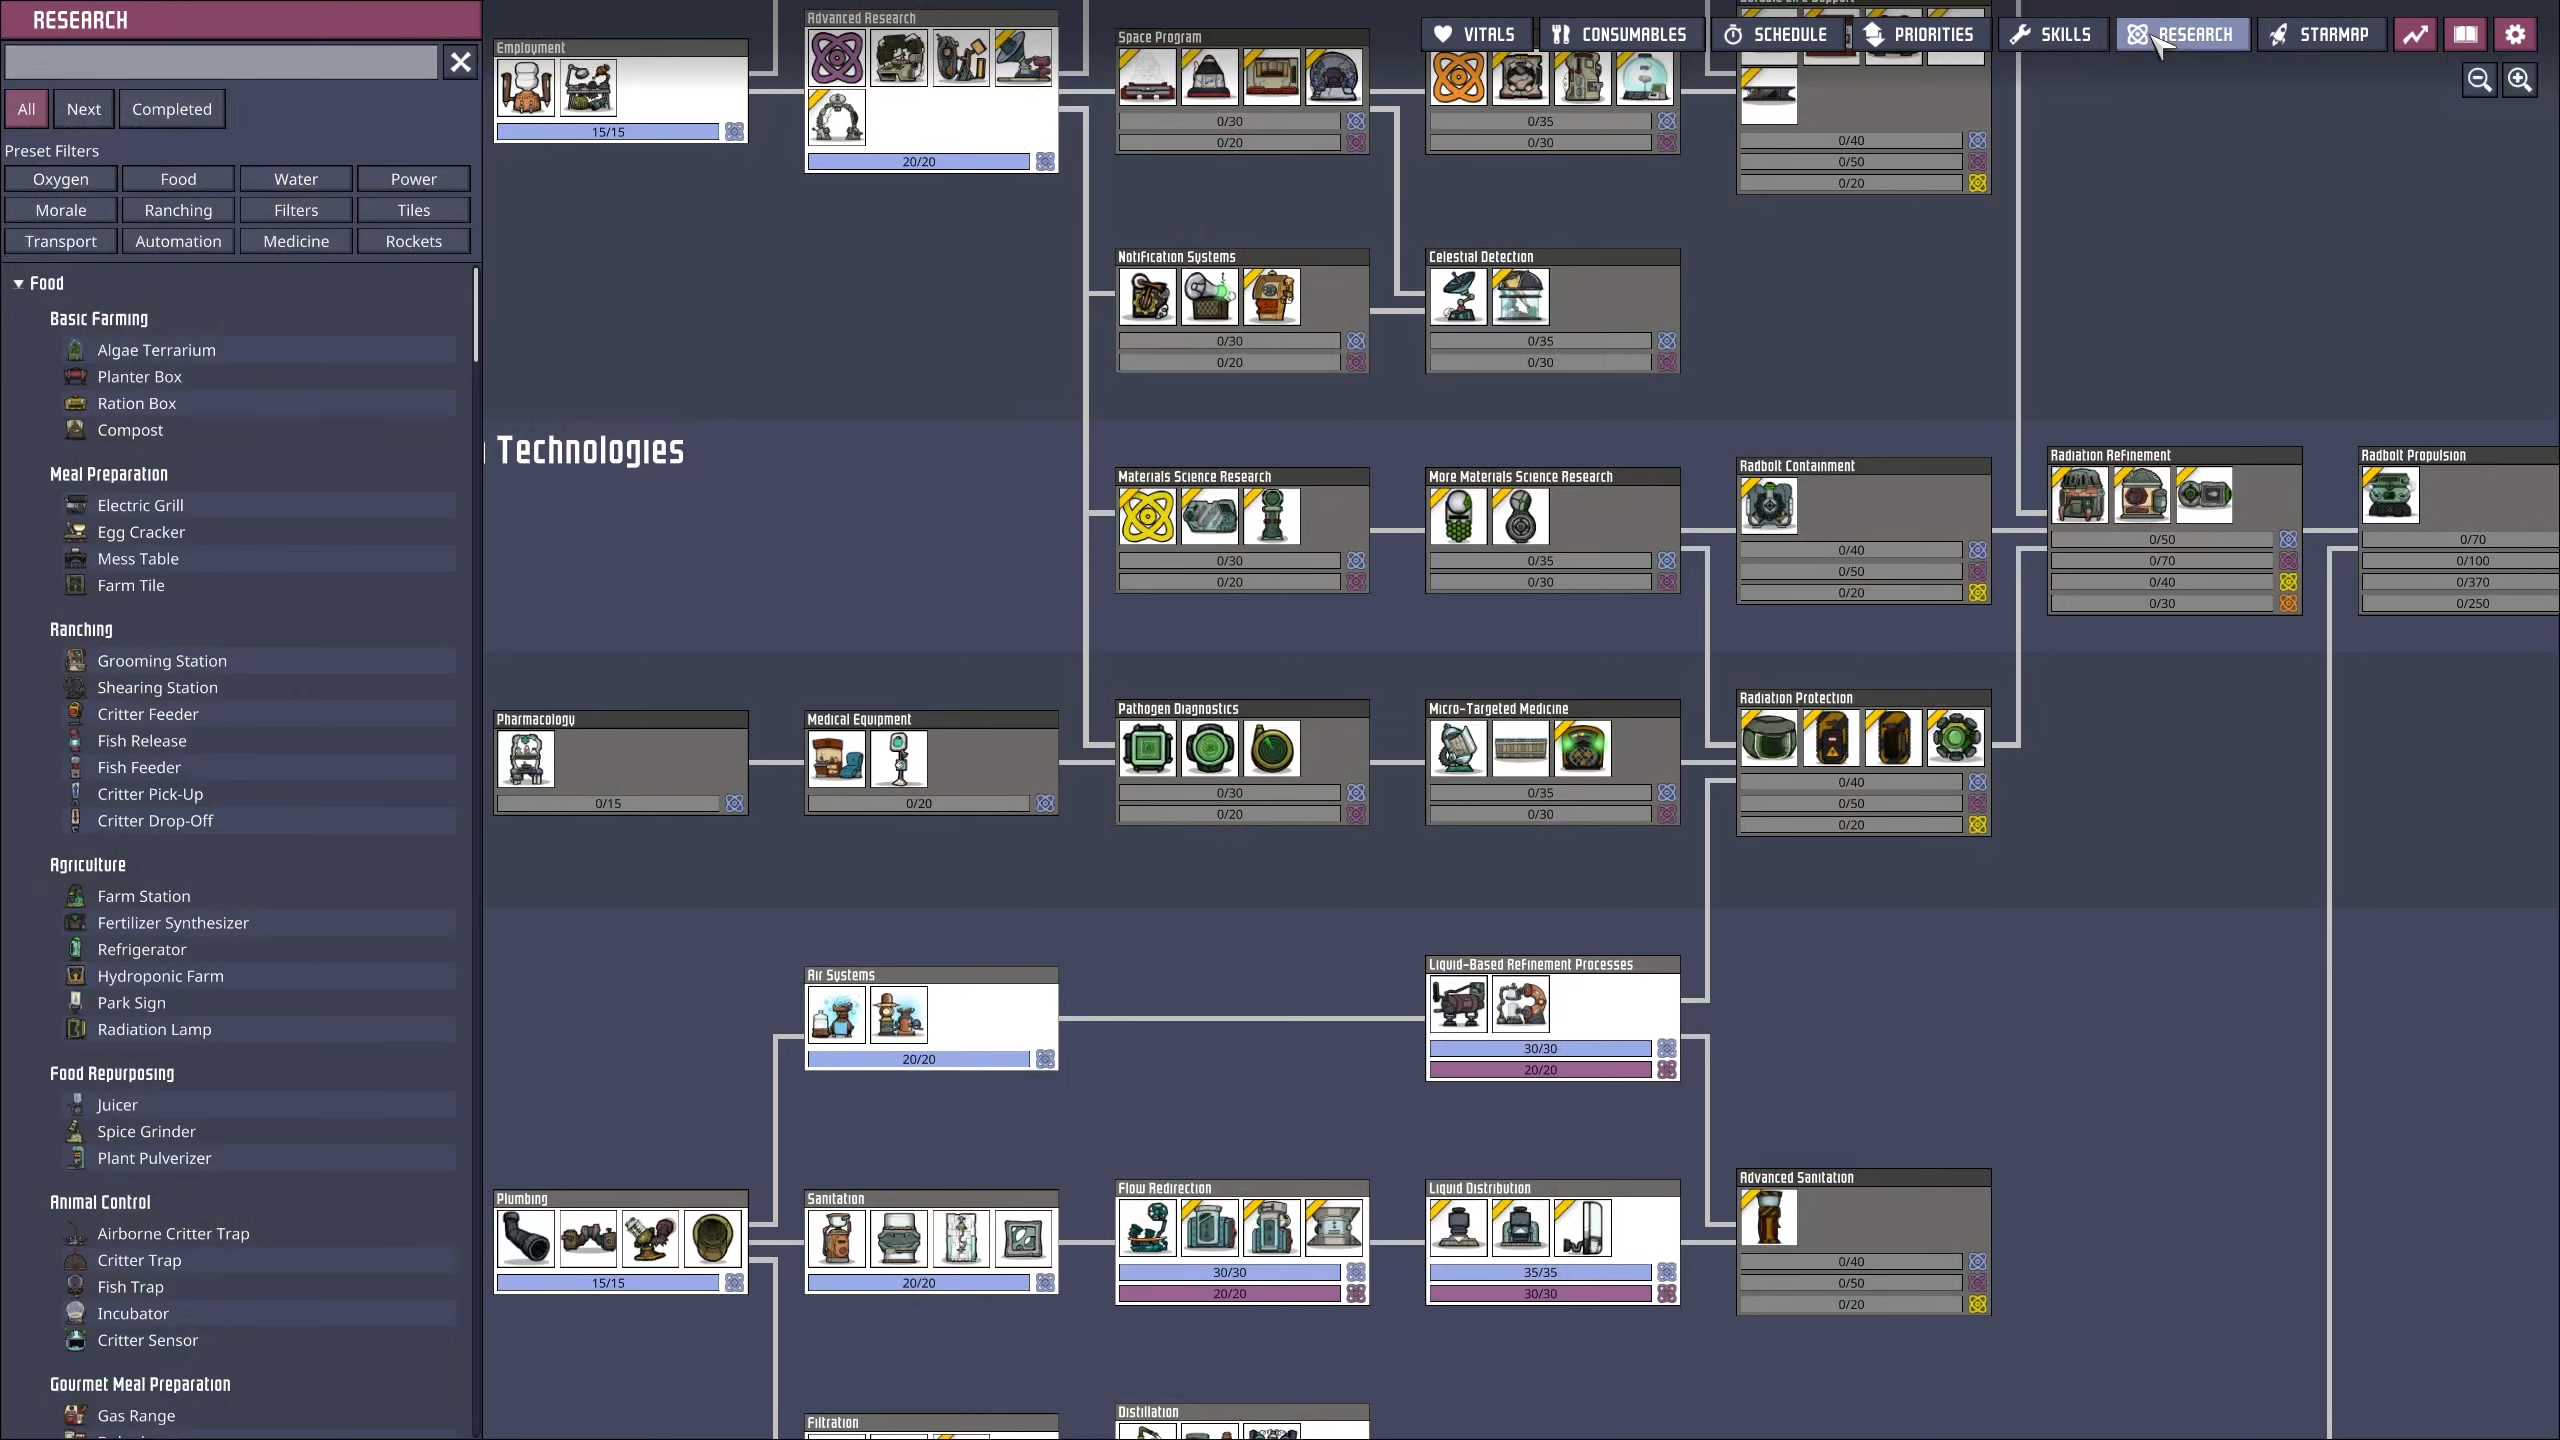 RESEARCH
All
Next
Completed
Preset Filters
Oxygen
Food
Water
Power
Morale
Ranching
Filters
Tiles
Transport
Automation
Medicine
Rockets
Food
Basic Farming
Algae Terrarium
Planter Box
Ration Box
Compost
Meal Preparation
Electric Grill
Egg Cracker
Mess Table
Farm Tile
Ranching
Grooming Station
Shearing Station
Critter Feeder
Fish Release
Fish Feeder
Critter Pick-Up
Critter Drop-Off
Agriculture
Farm Station
Fertilizer Synthesizer
Refrigerator
Hydroponic Farm
Park Sign
Radiation Lamp
Food Repurposing
Juicer
Spice Grinder
Plant Pulverizer
Animal Control
Airborne Critter Trap
Critter Trap
Fish Trap
Incubator
Critter Sensor
Gourmet Meal Preparation
Gas Range
VITALS
CONSUMABLES
SCHEDULE
PRIORITIES
SKILLS
RESEARCH
STARMAP
Employment
15/15
Advanced Research
20/20
Space Program
0/30
0/20
0/35
0/30
0/40
0/50
0/20
Notification Systems
0/30
0/20
Celestial Detection
0/35
0/30
Technologies
Materials Science Research
0/30
0/20
More Materials Science Research
0/35
0/30
Radbolt Containment
0/40
0/50
0/20
Radiation Refinement
0/50
0/70
0/40
0/30
Radbolt Propulsion
0/70
0/100
0/370
0/250
Pharmacology
0/15
Medical Equipment
0/20
Pathogen Diagnostics
0/30
0/20
Micro-Targeted Medicine
0/35
0/30
Radiation Protection
0/40
0/50
0/20
Air Systems
20/20
Liquid-Based Refinement Processes
30/30
20/20
Plumbing
15/15
Sanitation
20/20
Flow Redirection
30/30
20/20
Liquid Distribution
35/35
30/30
Advanced Sanitation
0/40
0/50
0/20
Filtration
Distillation